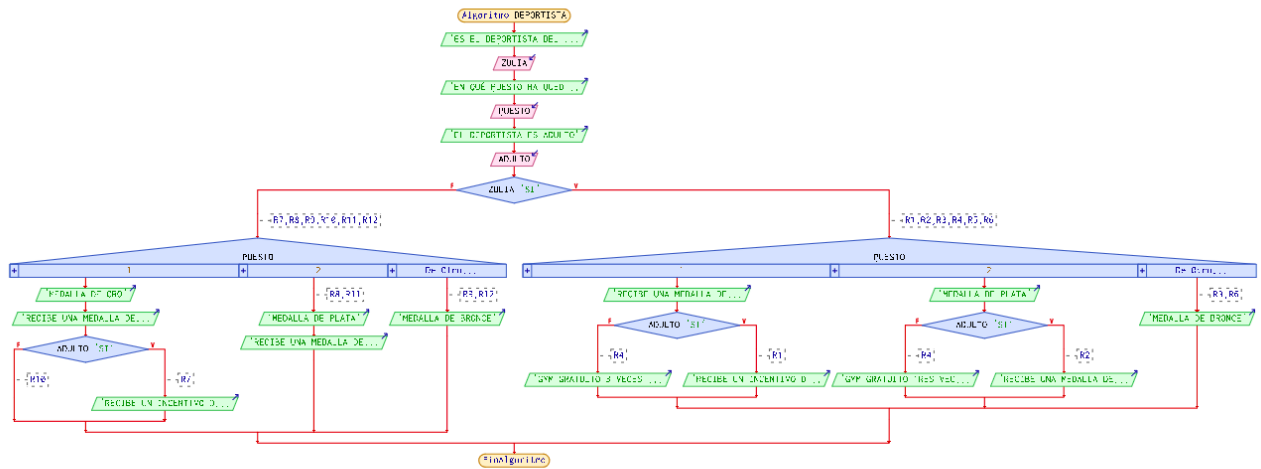 Algoritmo DEPORTISTA
'ES EL DEPORTISTA DEL ...
ZULIA
'EN QUÉ PUESTO HA QUED...
PUESTO
'EL DEPORTISTA ES ADULTO'
ADULTO
F ZULIA 'SI' V
R7,R8,R9,R10,R11,R12 R1,R2,R3,R4,R5,R6
PUESTO PUESTO
+ 1 + 2 + De Otro... + 1 + 2 + De Otro...
'MEDALLA DE ORO' R8,R11 R9,R12 'RECIBE UNA MEDALLA DE... 'MEDALLA DE PLATA' R3,R6
'RECIBE UNA MEDALLA DE... 'MEDALLA DE PLATA' 'MEDALLA DE BRONCE' F ADULTO 'SI' V F ADULTO 'SI' V 'MEDALLA DE BRONCE'
F ADULTO 'SI' V 'RECIBE UNA MEDALLA DE...
R4 R1 R4 R2
R10 R7 'GYM GRATUITO 3 VECES ... 'RECIBE UN INCENTIVO D... 'GYM GRATUITO TRES VEC... 'RECIBE UNA MEDALLA DE...
'RECIBE UN INCENTIVO D...
FinAlgoritmo